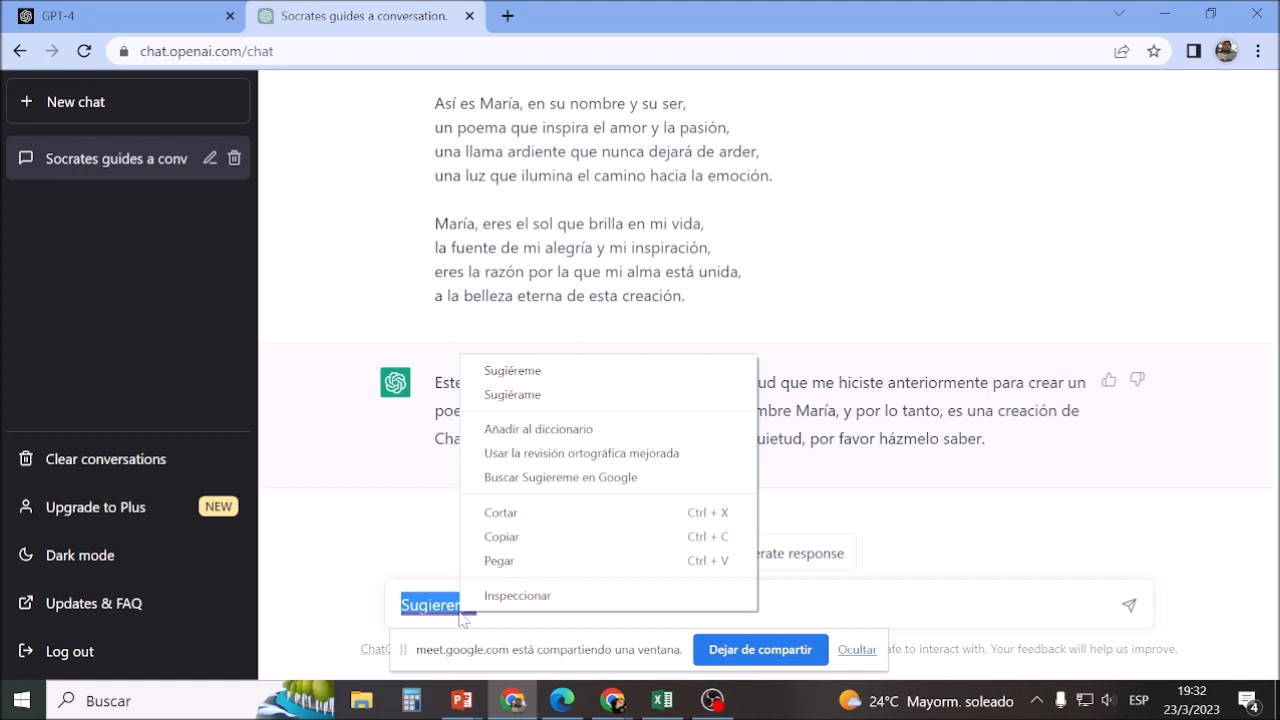 GPT-4
Socrates guides a conversation.
chat.openai.com/chat
New chat
Socrates guides a conv
Clear conversations
Upgrade to Plus NEW
Dark mode
Updates & FAQ
Log out
Así es María, en su nombre y su ser,
un poema que inspira el amor y la pasión,
una llama ardiente que nunca dejará de arder,
una luz que ilumina el camino hacia la emoción.
María, eres el sol que brilla en mi vida,
la fuente de mi alegría y mi inspiración,
eres la razón por la que mi alma está unida,
a la belleza eterna de esta creación.
Este ud que me hiciste anteriormente para crear un
poe mbre María, y por lo tanto, es una creación de
Cha uietud, por favor házmelo saber.
Sugiéreme
Sugiérame
Añadir al diccionario
Usar la revisión ortográfica mejorada
Buscar Sugiereme en Google
Cortar Ctrl + X
Copiar Ctrl + C
Pegar Ctrl + V
Inspeccionar
erate response
Sugierem
ChatG
meet.google.com está compartiendo una ventana. Dejar de compartir Ocultar
afe to interact with. Your feedback will help us improve.
Buscar
24°C Mayorm. soleado
ESP
19:32
23/3/2023
4